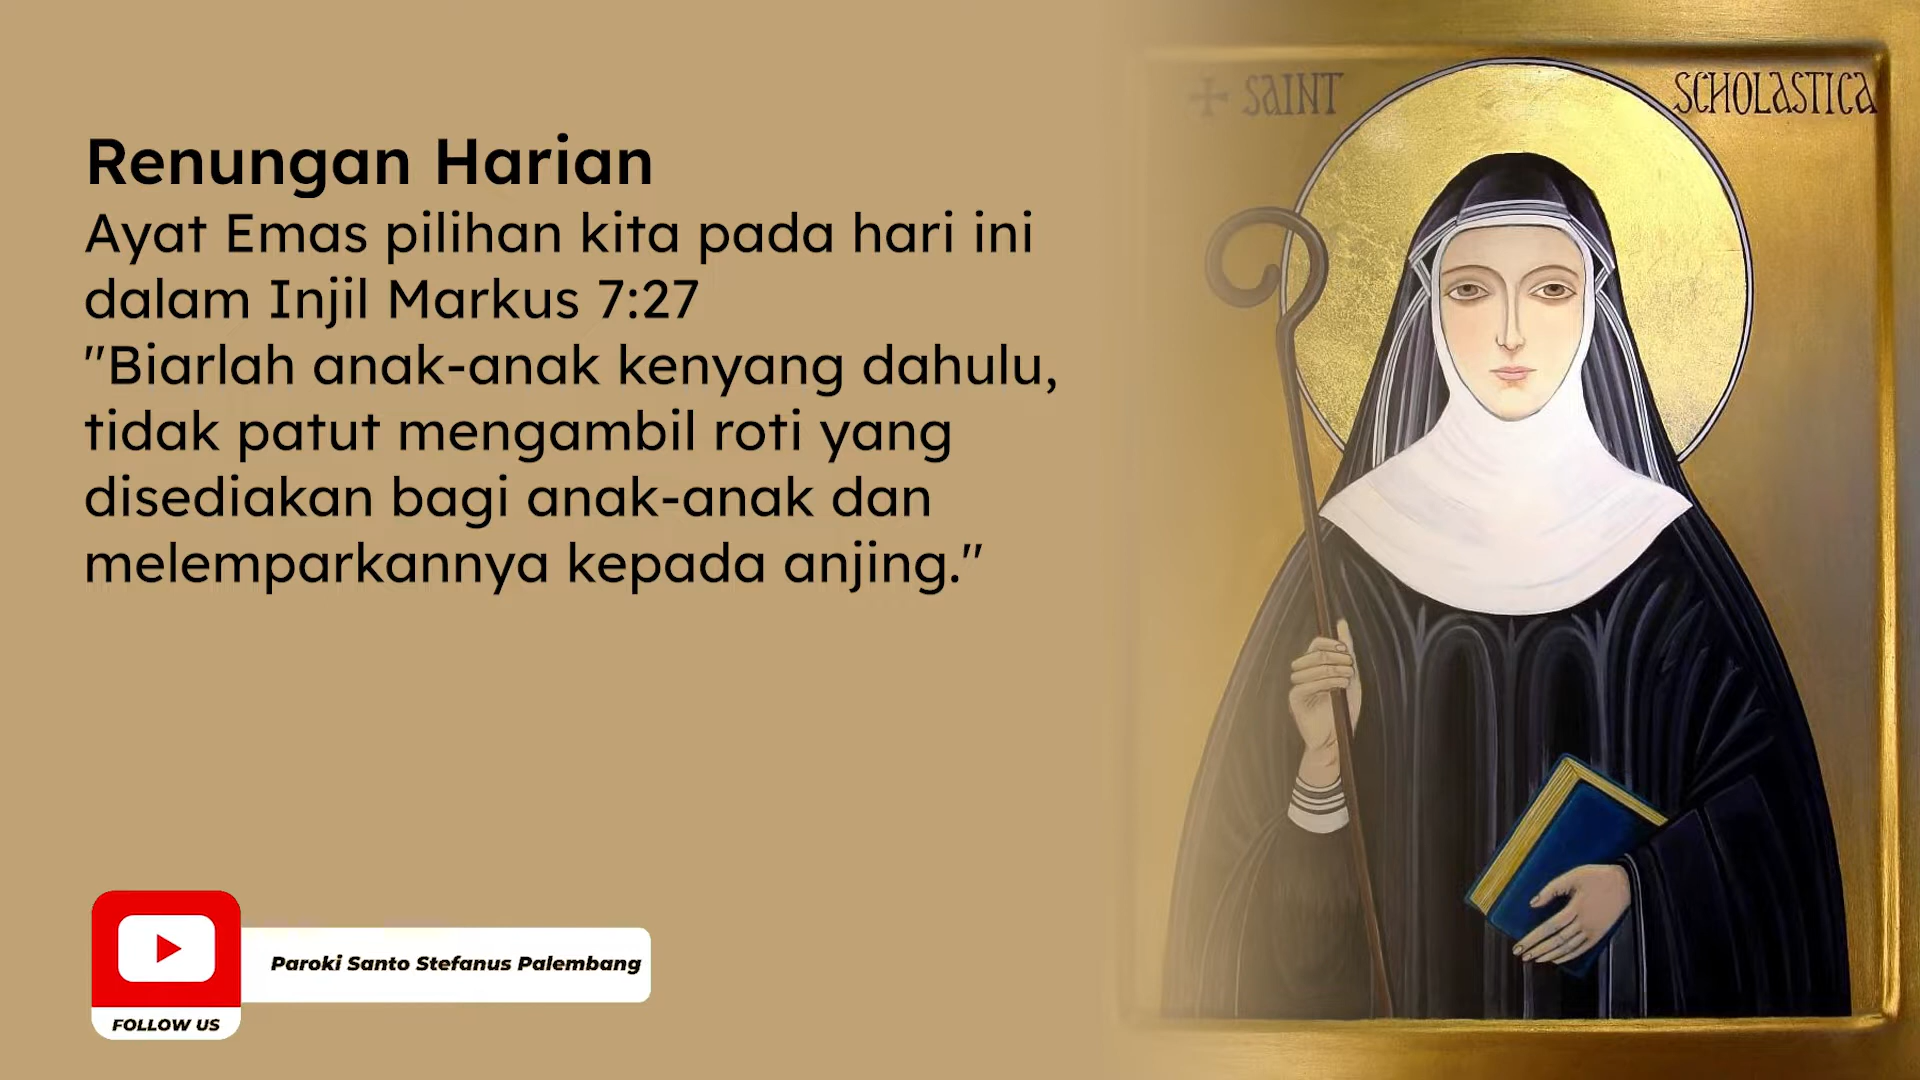 Renungan Harian
Ayat Emas pilihan kita pada hari ini
dalam Injil Markus 7:27
"Biarlah anak-anak kenyang dahulu,
tidak patut mengambil roti yang
disediakan bagi anak-anak dan
melemparkannya kepada anjing."
SAINT SCHOLASTICA
Paroki Santo Stefanus Palembang
FOLLOW US